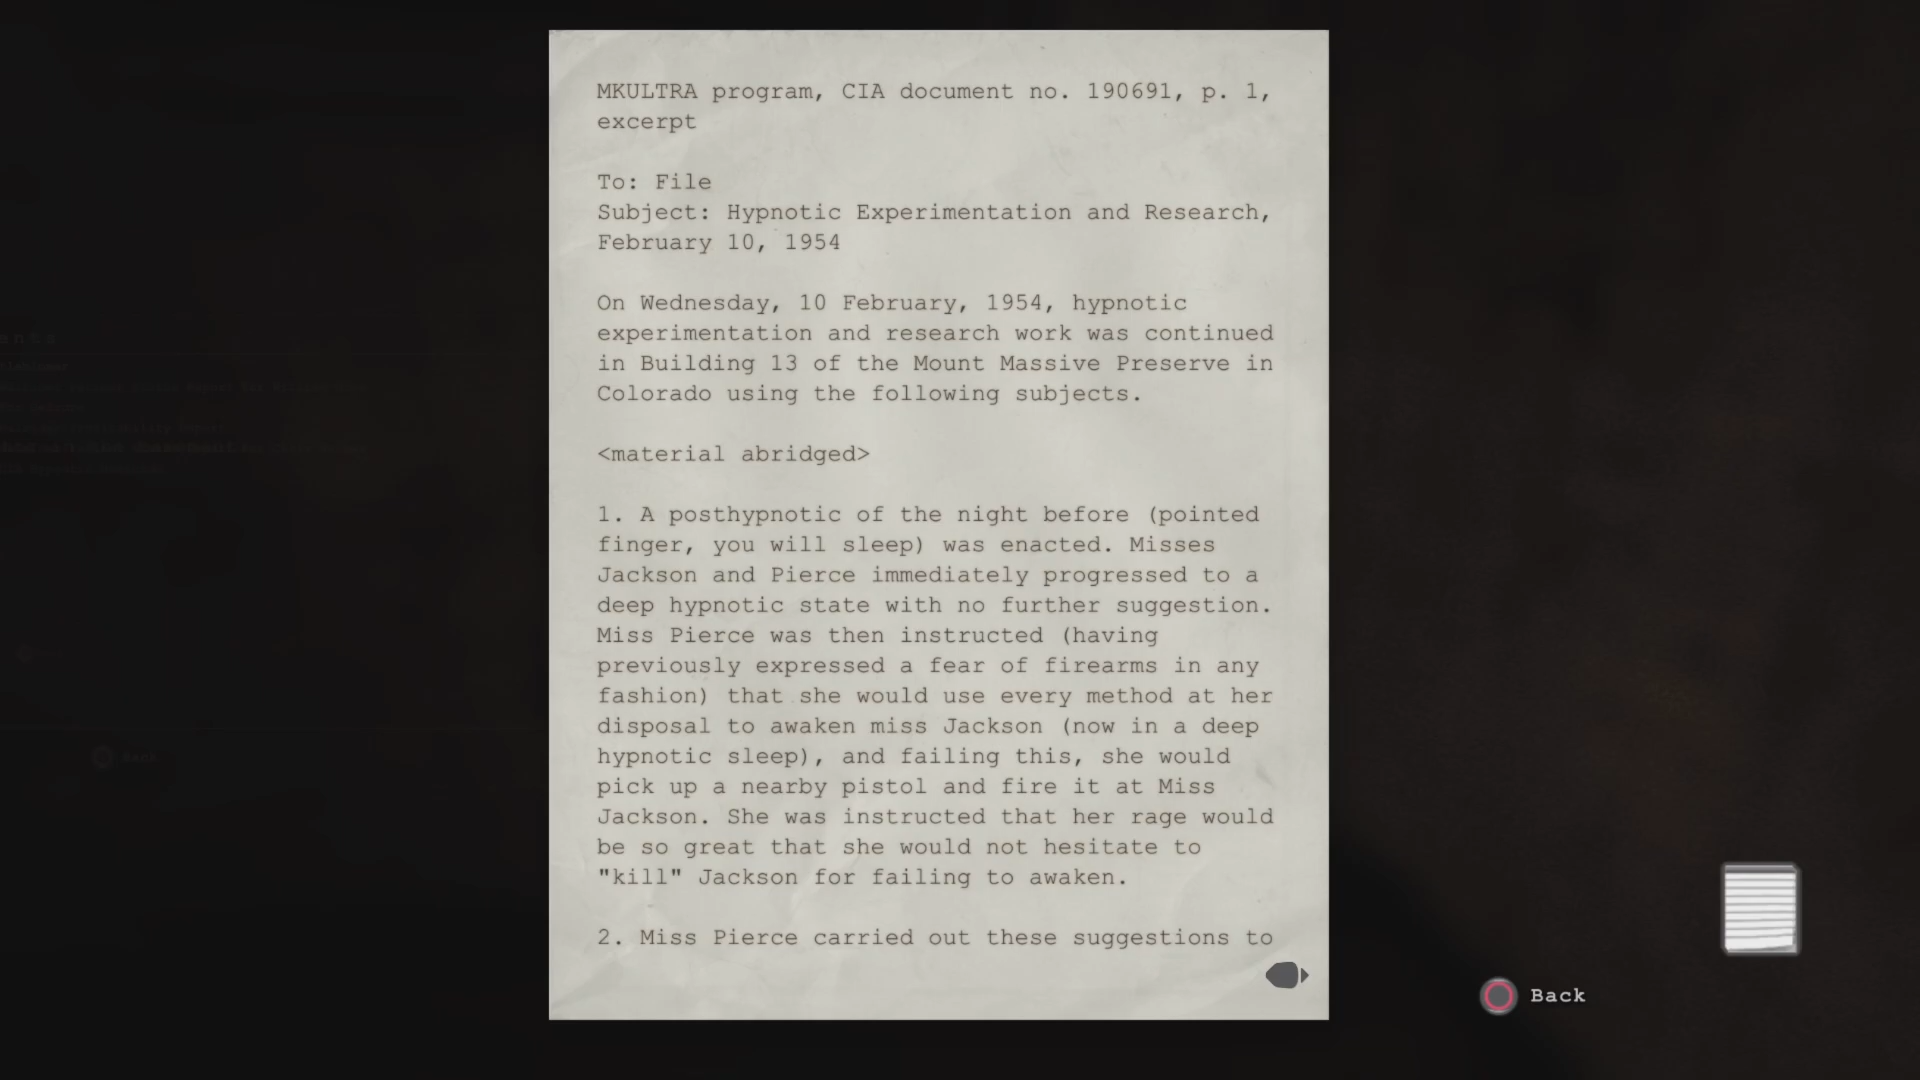 MKULTRA program, CIA document no. 190691, p. 1,
excerpt
To: File
Subject: Hypnotic Experimentation and Research,
February 10, 1954
On Wednesday, 10 February, 1954, hypnotic
experimentation and research work was continued
in Building 13 of the Mount Massive Preserve in
Colorado using the following subjects.
<material abridged>
1. A posthypnotic of the night before (pointed
finger, you will sleep) was enacted. Misses
Jackson and Pierce immediately progressed to a
deep hypnotic state with no further suggestion.
Miss Pierce was then instructed (having
previously expressed a fear of firearms in any
fashion) that she would use every method at her
disposal to awaken miss Jackson (now in a deep
hypnotic sleep), and failing this, she would
pick up a nearby pistol and fire it at Miss
Jackson. She was instructed that her rage would
be so great that she would not hesitate to
"kill" Jackson for failing to awaken.
2. Miss Pierce carried out these suggestions to
Back
Back